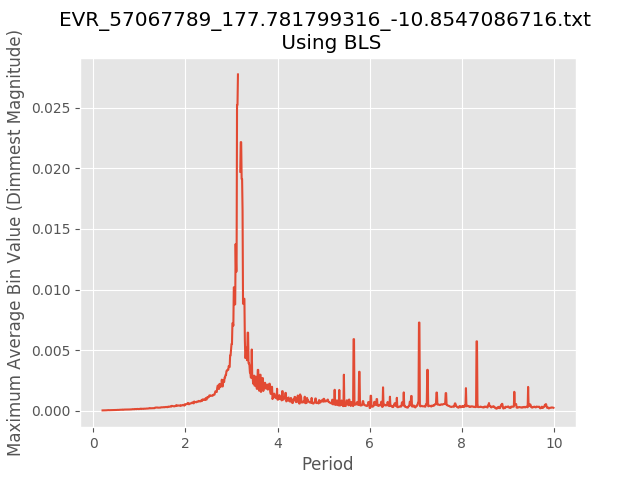 EVR_57067789_177.781799316_-10.8547086716.txt
Using BLS
Maximum Average Bin Value (Dimmest Magnitude)
0.025
0.020
0.015
0.010
0.005
0.000
0 2 4 6 8 10
Period